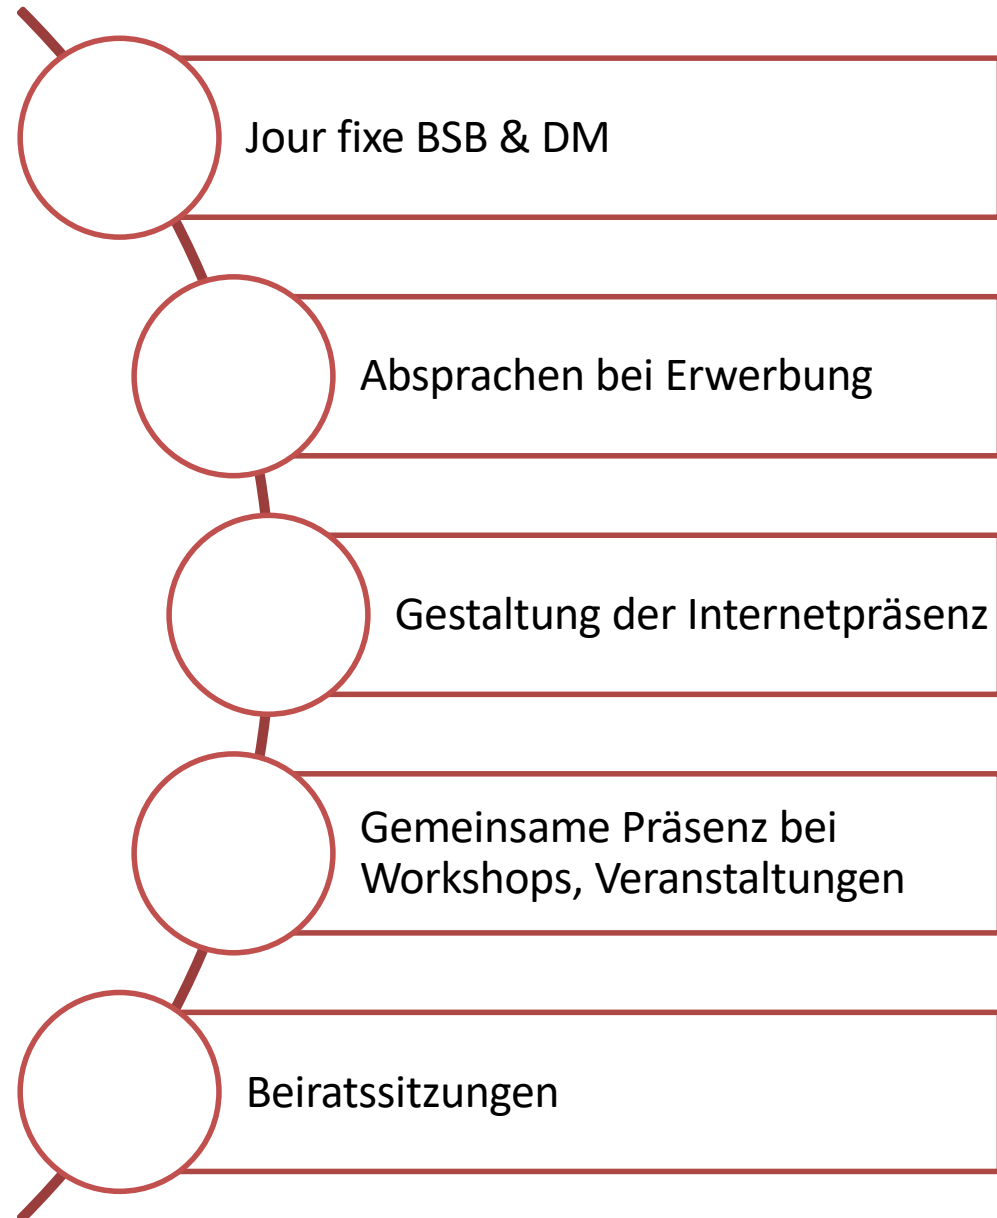 Jour fixe BSB & DM
Absprachen bei Erwerbung
Gestaltung der Internetpräsenz
Gemeinsame Präsenz bei
Workshops, Veranstaltungen
Beiratssitzungen